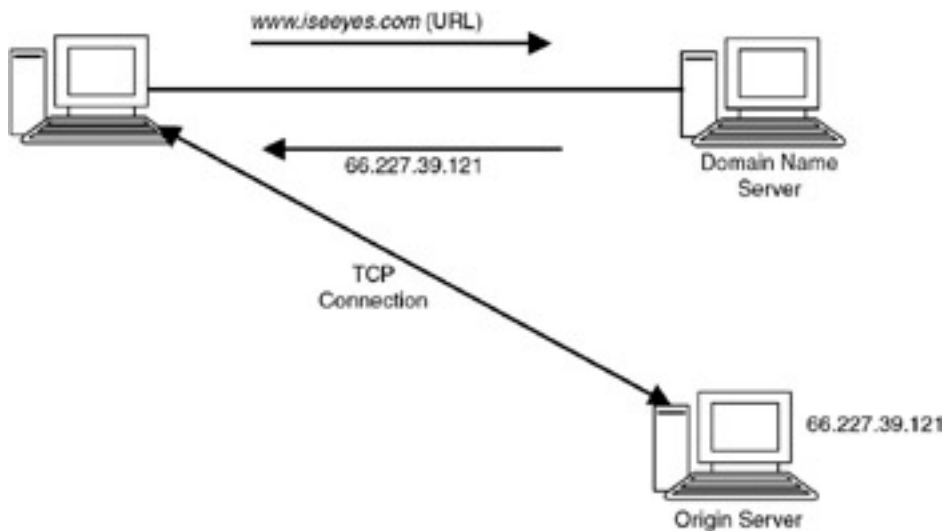 www.iseeyes.com (URL)
66.227.39.121
Domain Name
Server
TCP
Connection
66.227.39.121
Origin Server